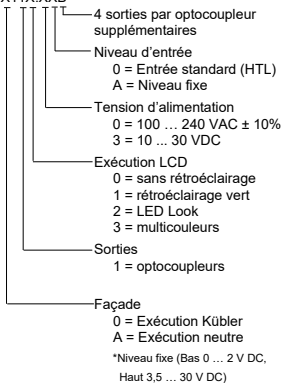 4 sorties par optocoupleur
supplémentaires
Niveau d'entrée
0 = Entrée standard (HTL)
A = Niveau fixe
Tension d'alimentation
0 = 100 … 240 VAC ± 10%
3 = 10 ... 30 VDC
Exécution LCD
0 = sans rétroéclairage
1 = rétroéclairage vert
2 = LED Look
3 = multicouleurs
Sorties
1 = optocoupleurs
Façade
0 = Exécution Kübler
A = Exécution neutre
*Niveau fixe (Bas 0 … 2 V DC,
Haut 3,5 … 30 V DC)